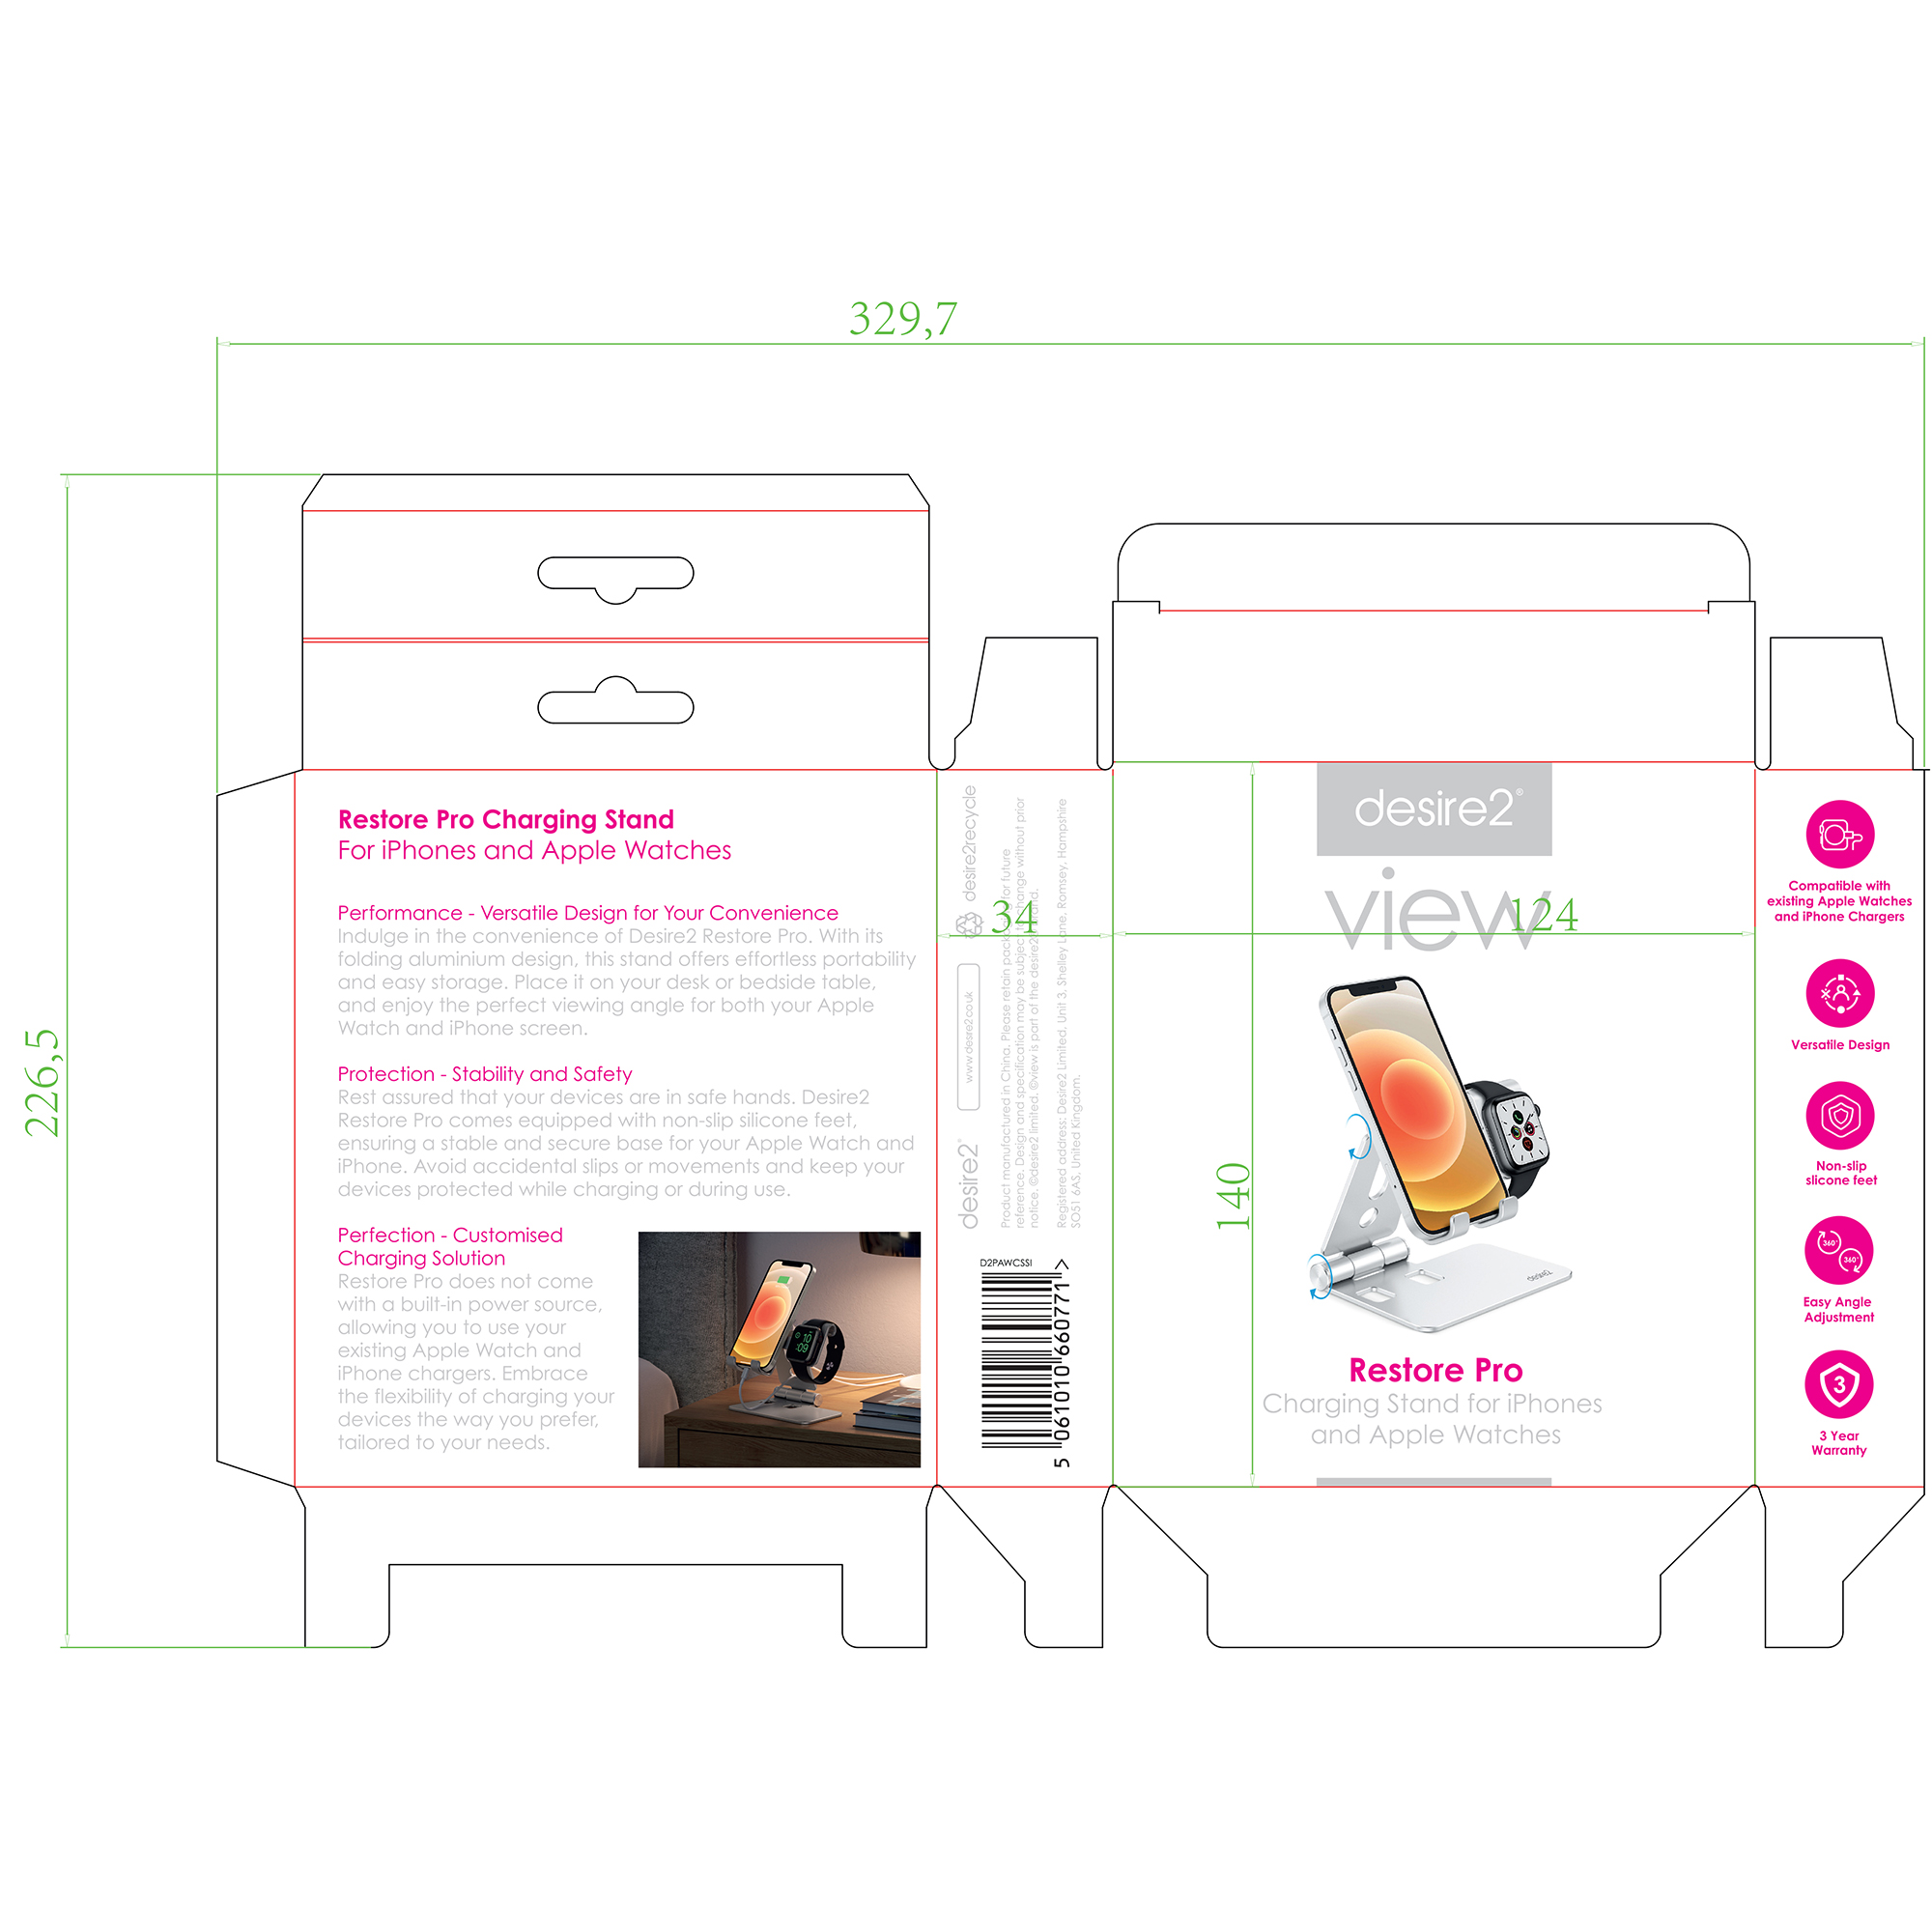 329,7
226,5
Restore Pro Charging Stand
For iPhones and Apple Watches
Performance - Versatile Design for Your Convenience
Indulge in the convenience of Desire2 Restore Pro. With its
folding aluminium design, this stand offers effortless portability
and easy storage. Place it on your desk or bedside table,
and enjoy the perfect viewing angle for both your Apple
Watch and iPhone screen.
Protection - Stability and Safety
Rest assured that your devices are in safe hands. Desire2
Restore Pro comes equipped with non-slip silicone feet,
ensuring a stable and secure base for your Apple Watch and
iPhone. Avoid accidental slips or movements and keep your
devices protected while charging or during use.
Perfection - Customised
Charging Solution
Restore Pro does not come
with a built-in power source,
allowing you to use your
existing Apple Watch and
iPhone chargers. Embrace
the flexibility of charging your
devices the way you prefer,
tailored to your needs.
10
:09
desire2®
www.desire2.co.uk
desire2recycle
34
Product manufactured in China. Please retain packaging for future
reference. Design and specification may be subject to change without prior
notice. ©desire2 limited. ©view is part of the desire2 brand.
Registered address: Desire2 Limited. Unit 3, Shelley Lane, Romsey, Hampshire
SO51 6AS, United Kingdom.
D2PAWCSSI
5 061010 660771 >
desire2®
view
124
140
desire2
Restore Pro
Charging Stand for iPhones
and Apple Watches
Compatible with
existing Apple Watches
and iPhone Chargers
Versatile Design
Non-slip
slicone feet
360°
360°
Easy Angle
Adjustment
3
3 Year
Warranty